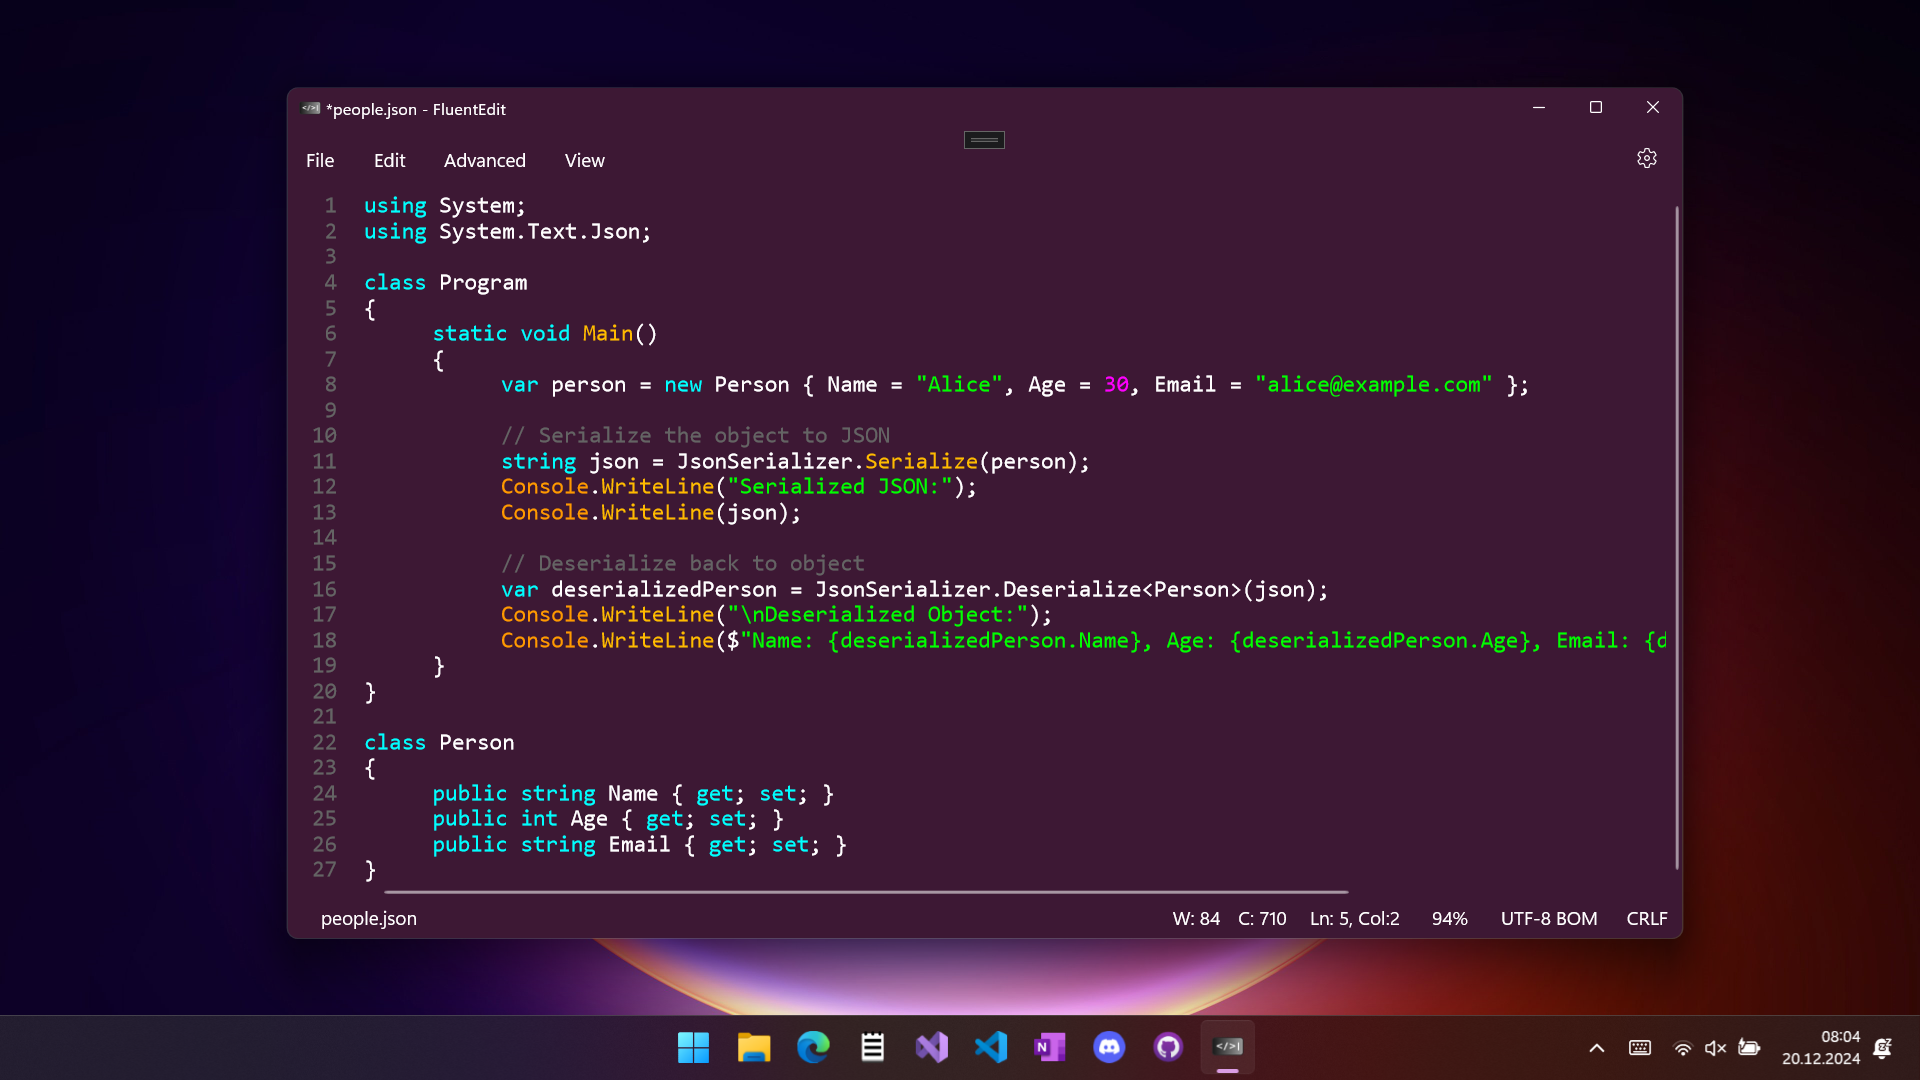 *people.json - FluentEdit
File Edit Advanced View
1 using System;
2 using System.Text.Json;
3
4 class Program
5 {
6 static void Main()
7 {
8 var person = new Person { Name = "Alice", Age = 30, Email = "alice@example.com" };
9
10 // Serialize the object to JSON
11 string json = JsonSerializer.Serialize(person);
12 Console.WriteLine("Serialized JSON:");
13 Console.WriteLine(json);
14
15 // Deserialize back to object
16 var deserializedPerson = JsonSerializer.Deserialize<Person>(json);
17 Console.WriteLine("\nDeserialized Object:");
18 Console.WriteLine($"Name: {deserializedPerson.Name}, Age: {deserializedPerson.Age}, Email: {d
19 }
20 }
21
22 class Person
23 {
24 public string Name { get; set; }
25 public int Age { get; set; }
26 public string Email { get; set; }
27 }
people.json W: 84 C: 710 Ln: 5, Col:2 94% UTF-8 BOM CRLF
08:04
20.12.2024